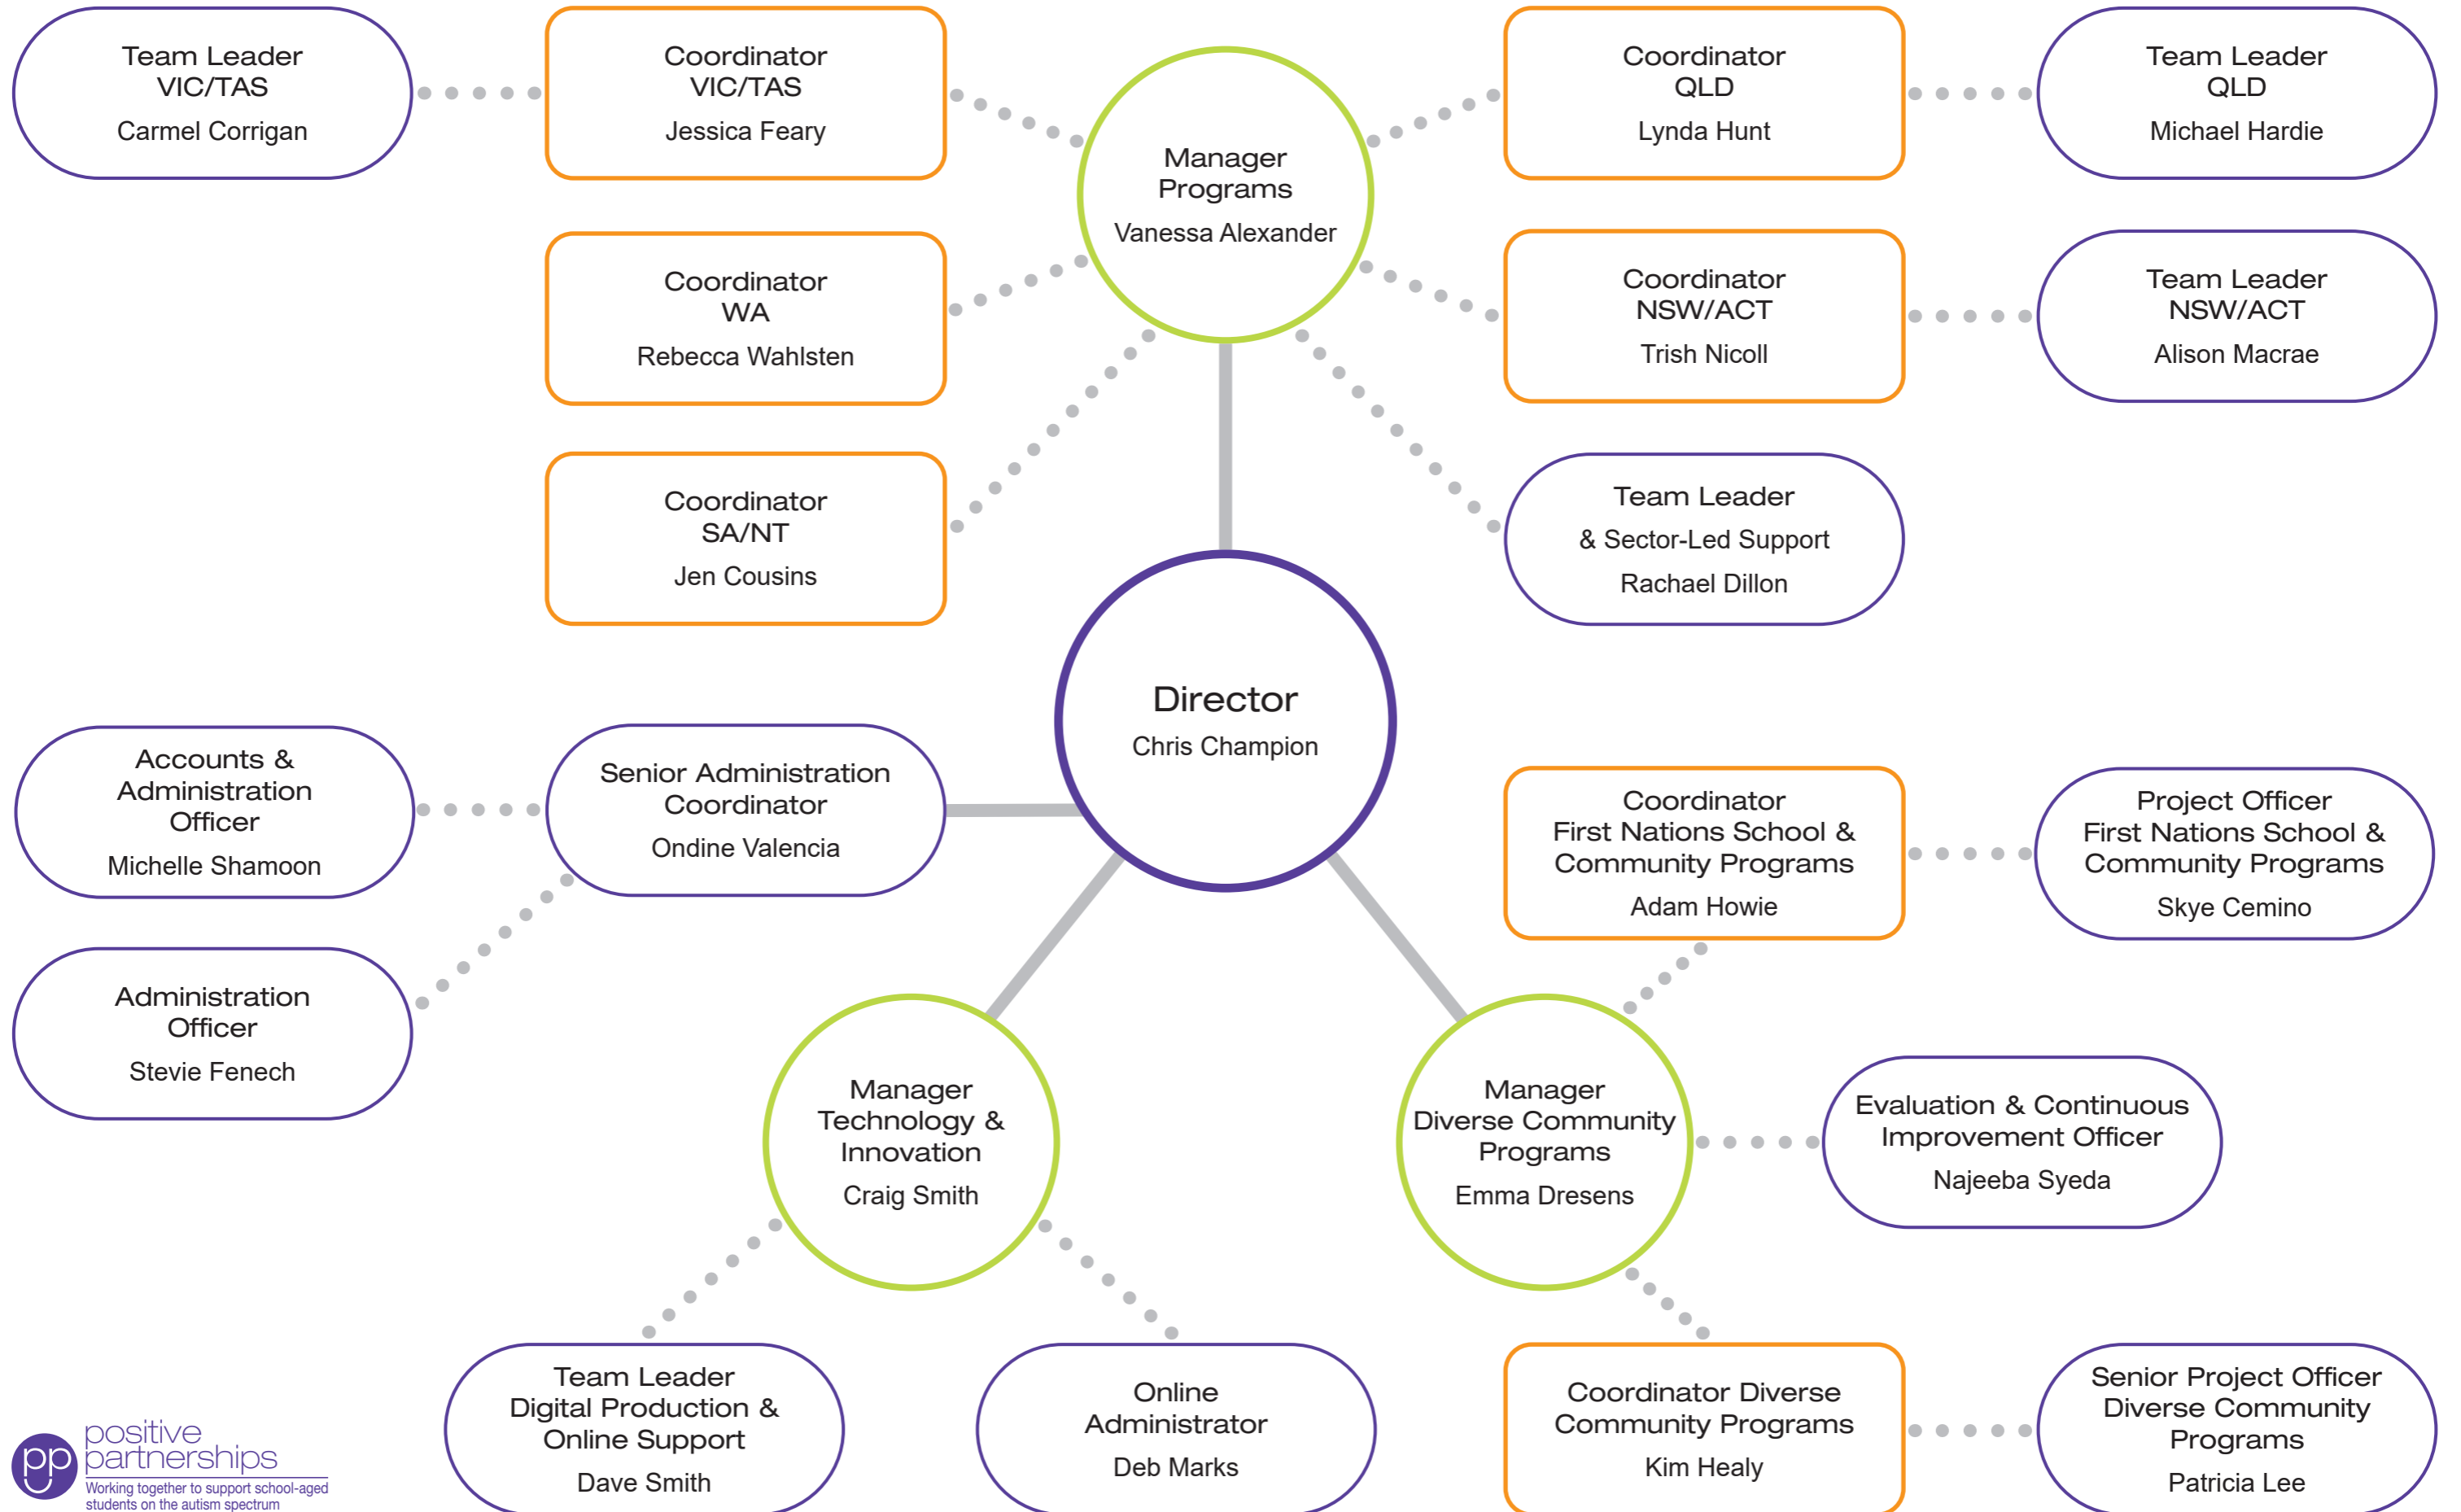 Team Leader
VIC/TAS
Carmel Corrigan
Coordinator
VIC/TAS
Jessica Feary
Manager
Programs
Vanessa Alexander
Coordinator
QLD
Lynda Hunt
Team Leader
QLD
Michael Hardie
Coordinator
WA
Rebecca Wahlsten
Coordinator
NSW/ACT
Trish Nicoll
Team Leader
NSW/ACT
Alison Macrae
Coordinator
SA/NT
Jen Cousins
Team Leader
& Sector-Led Support
Rachael Dillon
Director
Chris Champion
Accounts &
Administration
Officer
Michelle Shamoon
Senior Administration
Coordinator
Ondine Valencia
Coordinator
First Nations School &
Community Programs
Adam Howie
Project Officer
First Nations School &
Community Programs
Skye Cemino
Administration
Officer
Stevie Fenech
Manager
Technology &
Innovation
Craig Smith
Manager
Diverse Community
Programs
Emma Dresens
Evaluation & Continuous
Improvement Officer
Najeeba Syeda
Team Leader
Digital Production &
Online Support
Dave Smith
Online
Administrator
Deb Marks
Coordinator Diverse
Community Programs
Kim Healy
Senior Project Officer
Diverse Community
Programs
Patricia Lee
pp
positive
partnerships
Working together to support school-aged
students on the autism spectrum